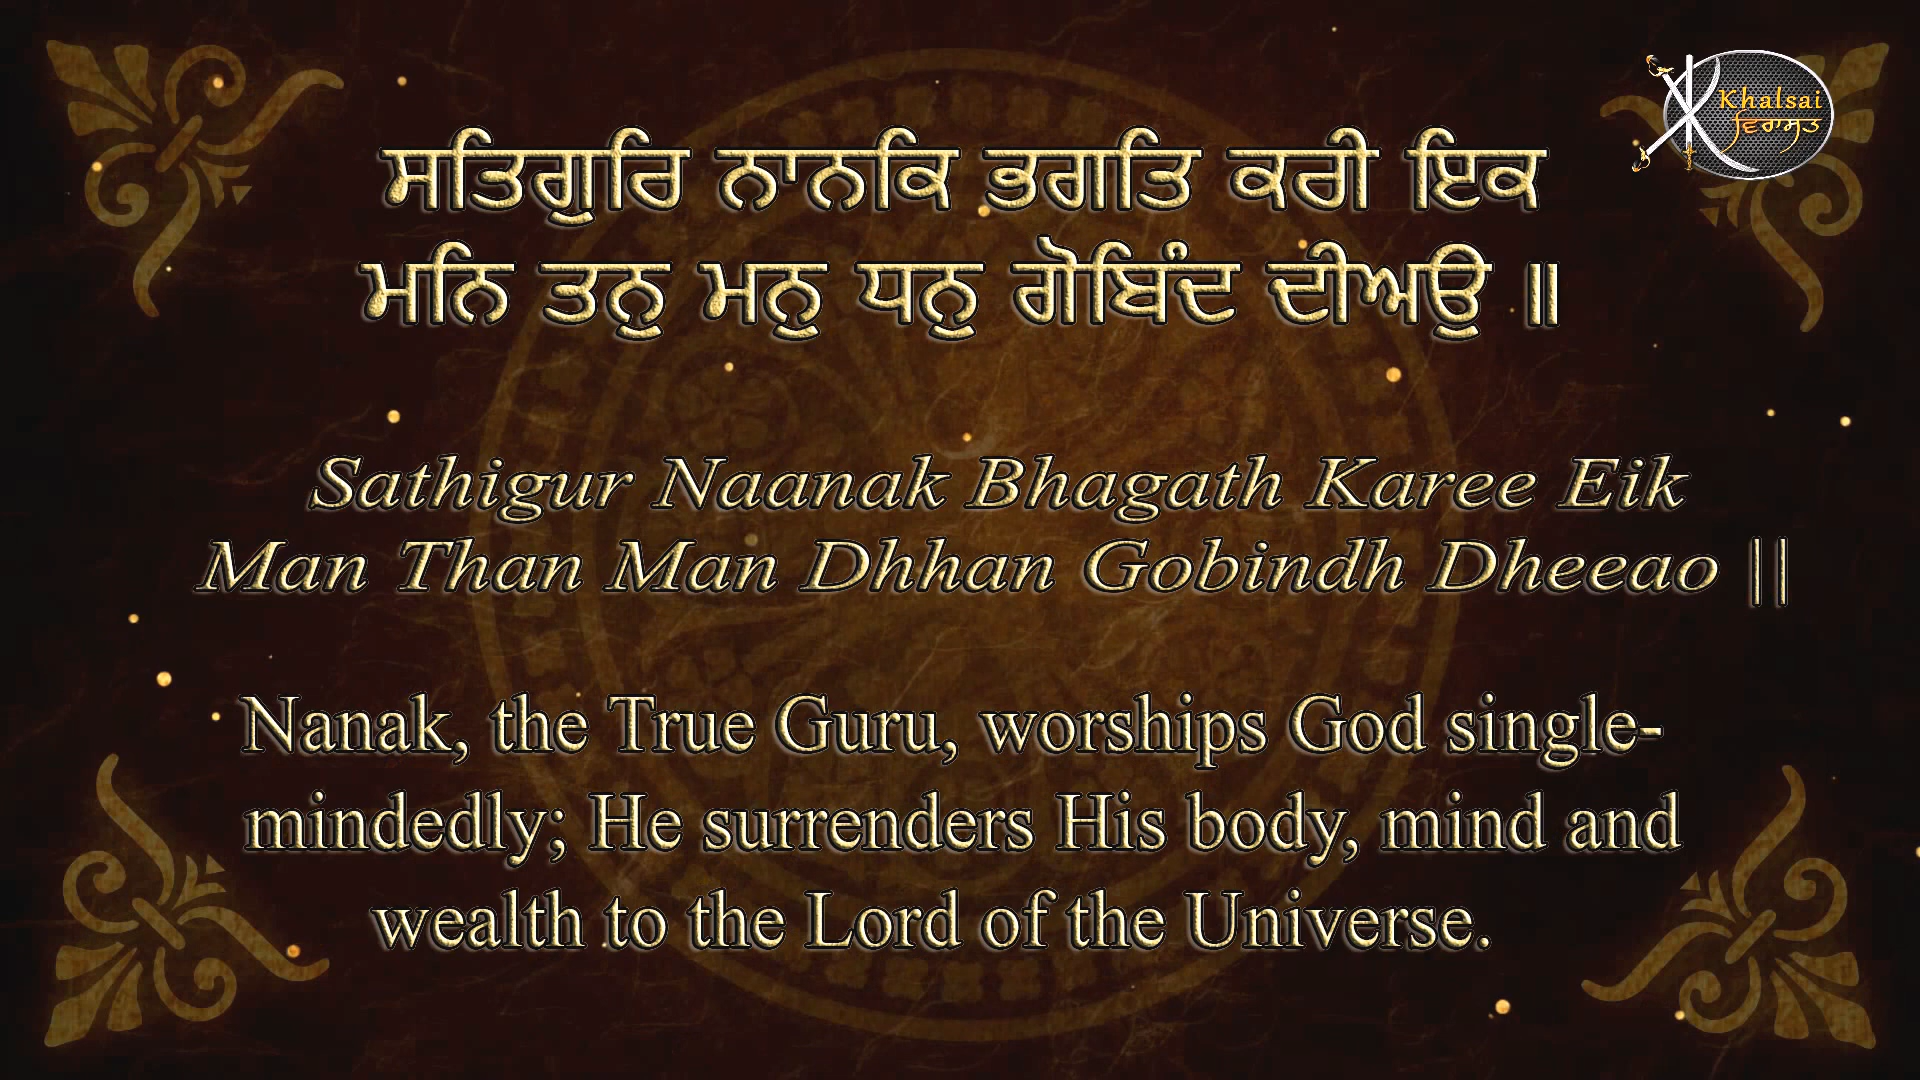 Khalsai
ਵਿਰਾਸਤ
ਸਤਿਗੁਰਿ ਨਾਨਕਿ ਭਗਤਿ ਕਰੀ ਇਕ
ਮਨਿ ਤਨੁ ਮਨੁ ਧਨੁ ਗੋਬਿੰਦ ਦੀਅਉ ॥
Sathigur Naanak Bhagath Karee Eik
Man Than Man Dhhan Gobindh Dheeao ||
Nanak, the True Guru, worships God single-
mindedly; He surrenders His body, mind and
wealth to the Lord of the Universe.